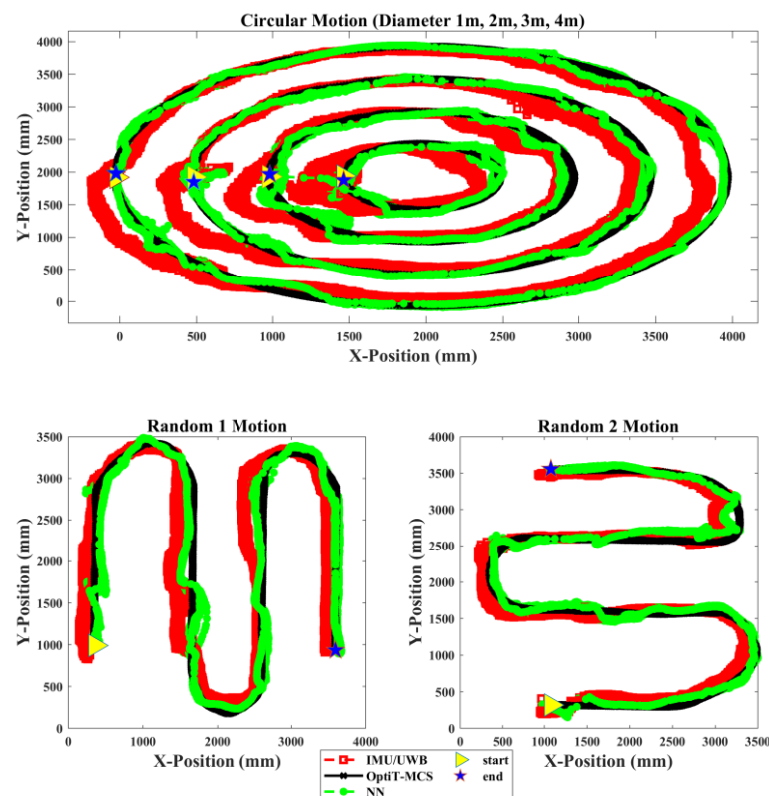 Circular Motion (Diameter 1m, 2m, 3m, 4m)
4000
3500
3000
2500
2000
1500
1000
500
0
Y-Position (mm)
0 500 1000 1500 2000 2500 3000 3500 4000
X-Position (mm)
Random 1 Motion
3500
3000
2500
2000
1500
1000
500
0
Y-Position (mm)
0 1000 2000 3000 4000
X-Position (mm)
Random 2 Motion
4000
3500
3000
2500
2000
1500
1000
500
0
Y-Position (mm)
0 500 1000 1500 2000 2500 3000 3500
X-Position (mm)
IMU/UWB
OptiT-MCS
NN
start
end